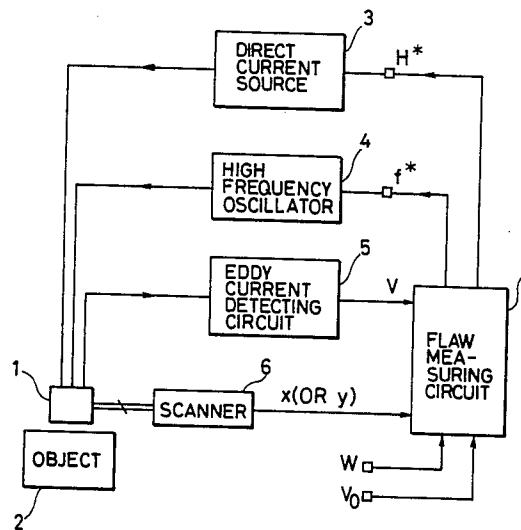 3
DIRECT
CURRENT
SOURCE
H*
4
HIGH
FREQUENCY
OSCILLATOR
f*
5
EDDY
CURRENT
DETECTING
CIRCUIT
V
FLAW
MEA-
SURING
CIRCUIT
1
6
SCANNER
x(OR y)
OBJECT
2
W
V0